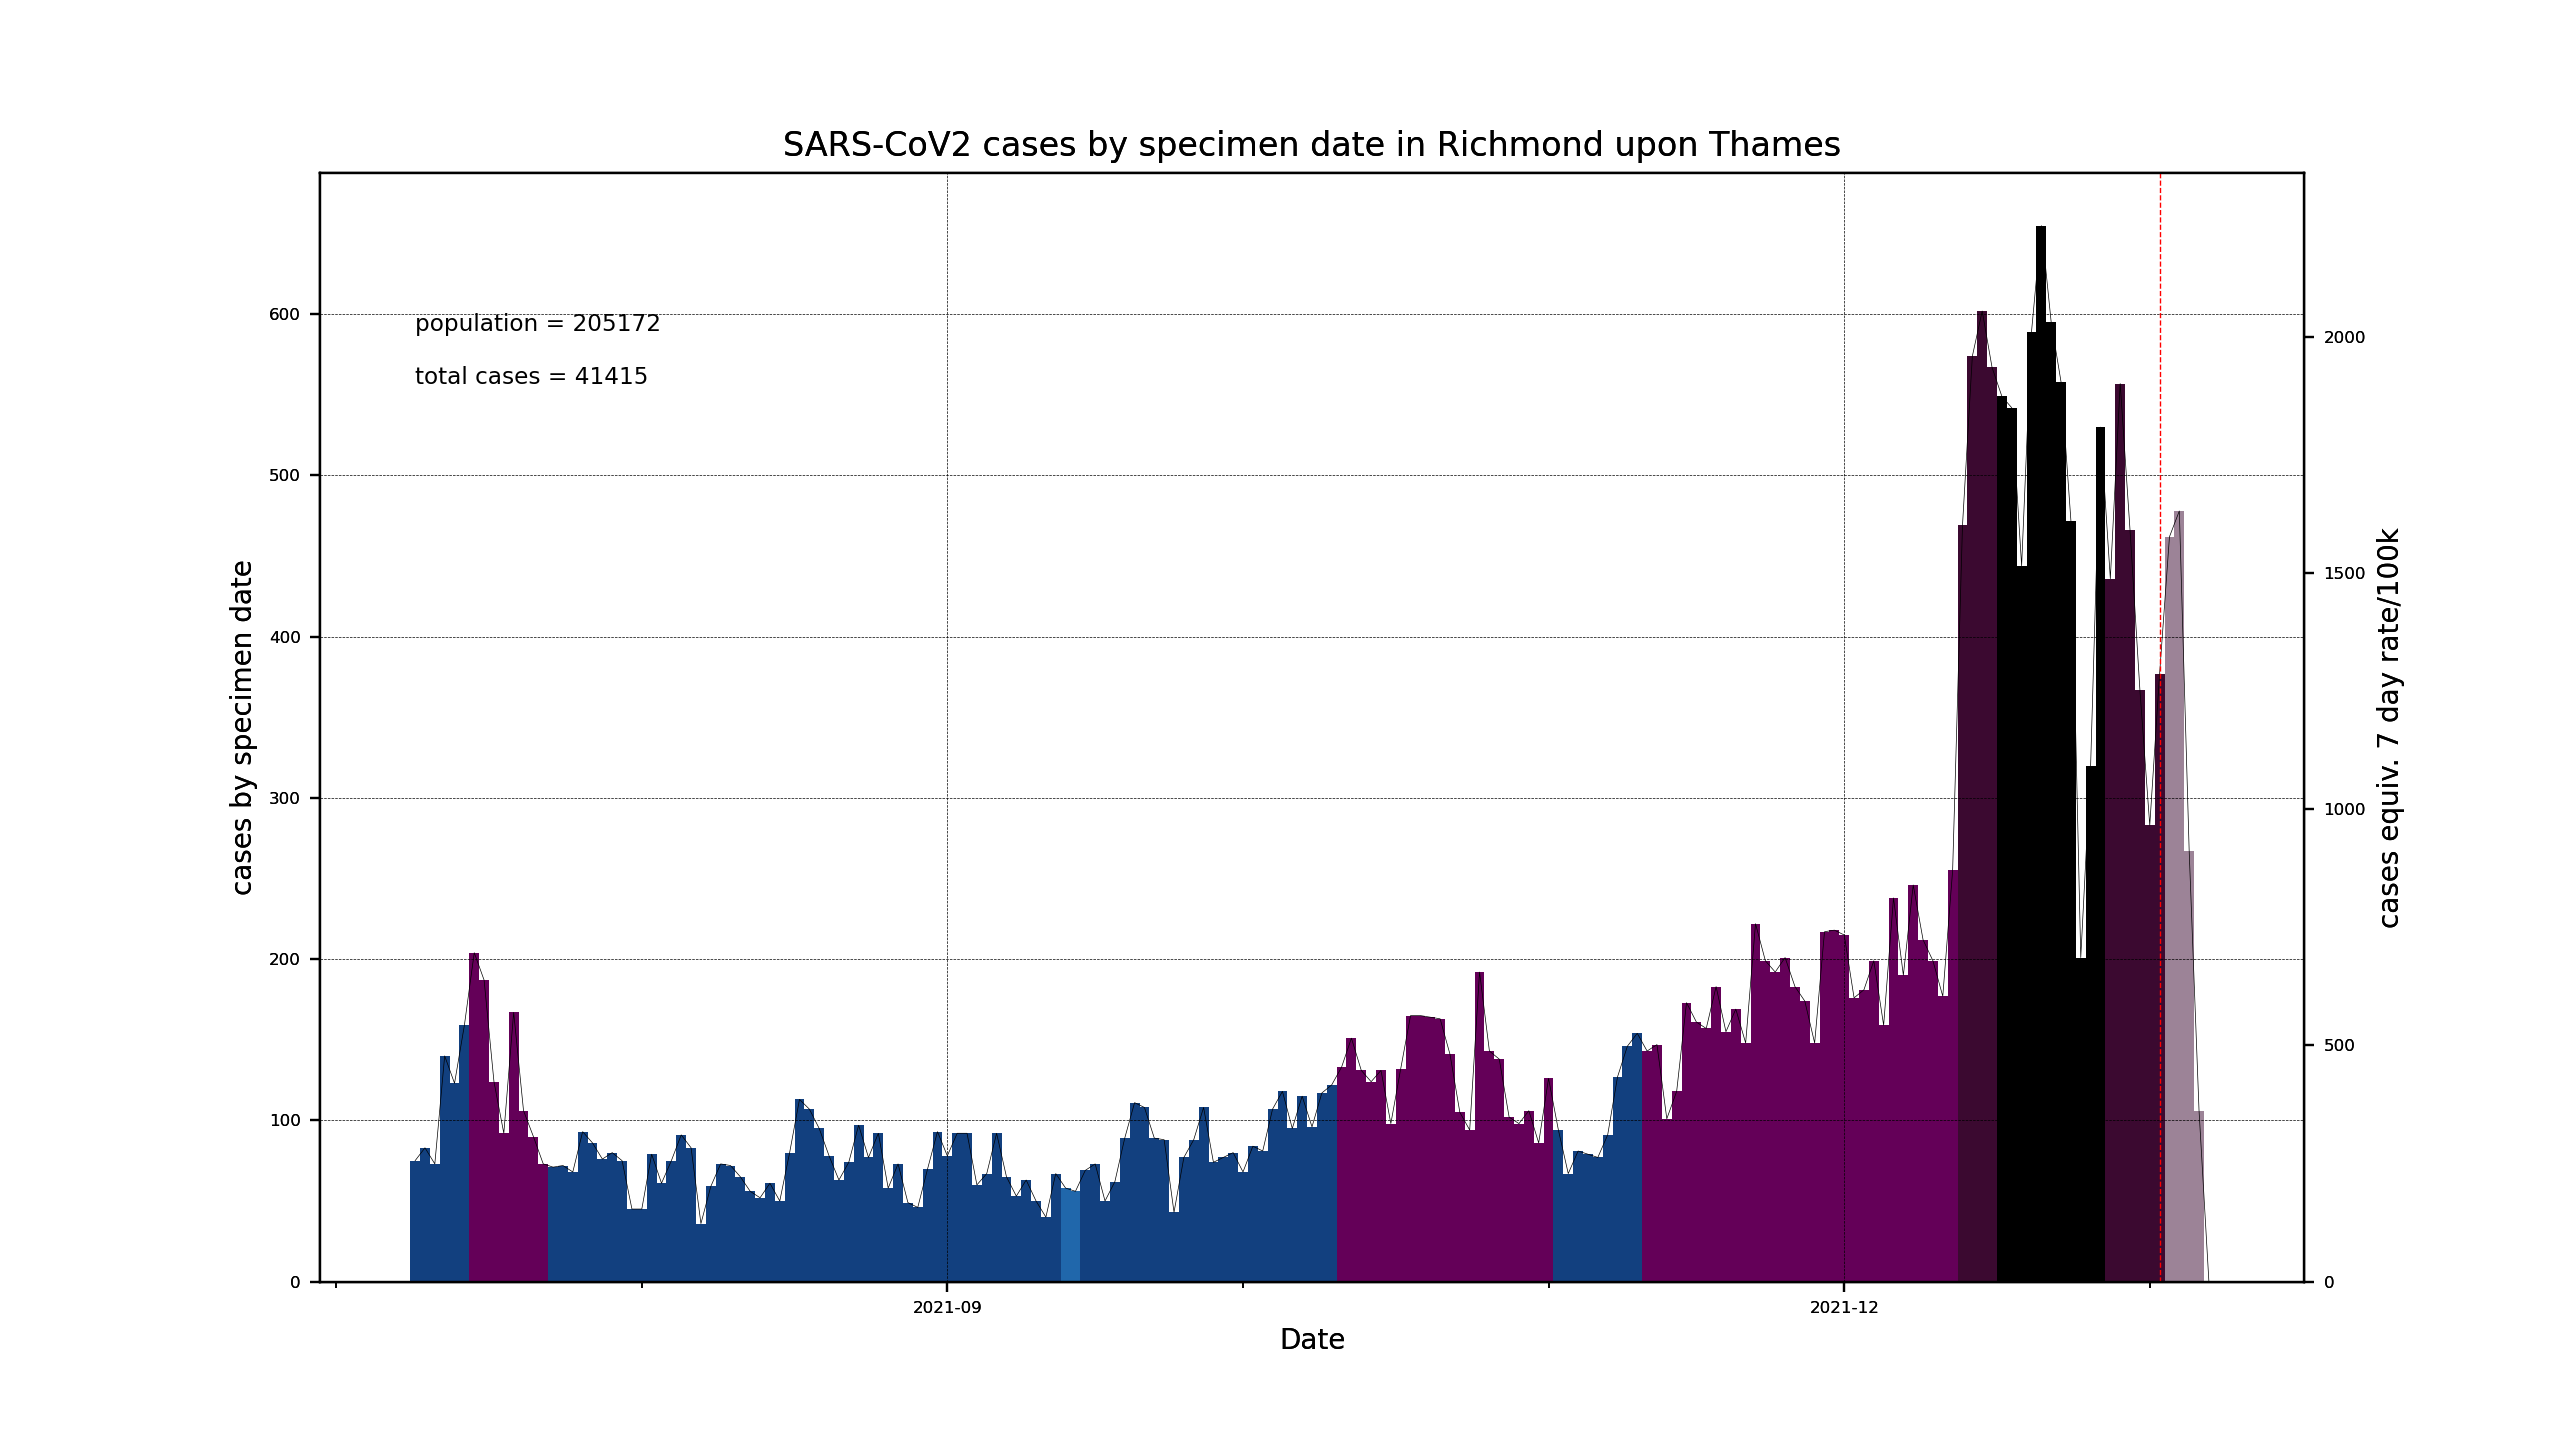 SARS-CoV2 cases by specimen date in Richmond upon Thames
population = 205172
total cases = 41415
cases by specimen date
600
500
400
300
200
100
0
2000
1500
1000
500
0
cases equiv. 7 day rate/100k
2021-09
2021-12
Date